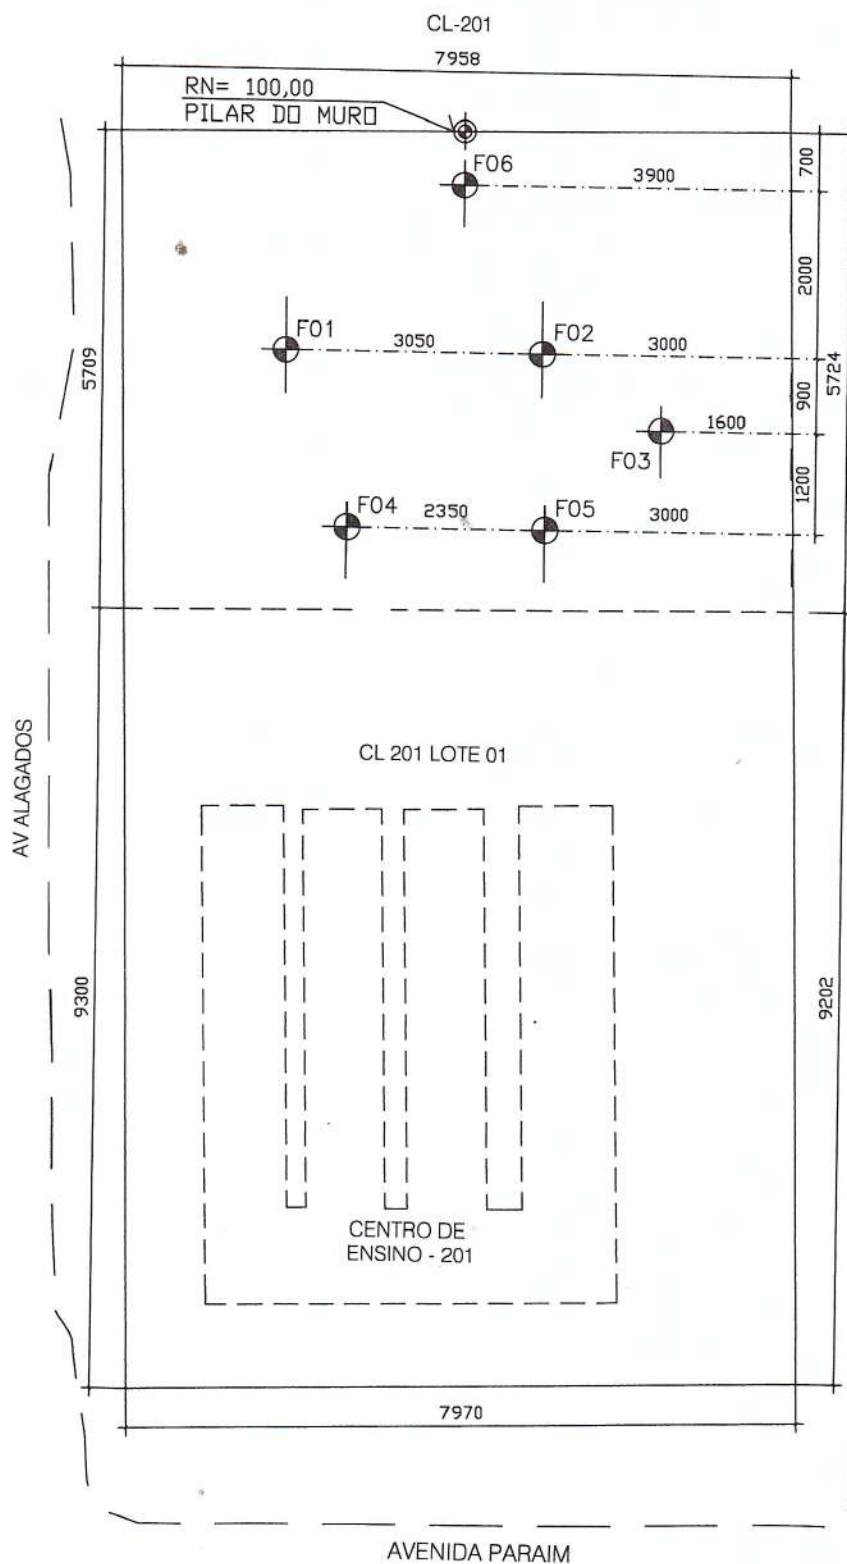 CL-201
7958
RN= 100,00
PILAR DO MURO
700
F06
3900
2000
F01
3050
F02
3000
5709
5724
900
1600
F03
1200
F04
2350
F05
3000
AV ALAGADOS
CL 201 LOTE 01
9300
9202
CENTRO DE
ENSINO - 201
7970
AVENIDA PARAIM